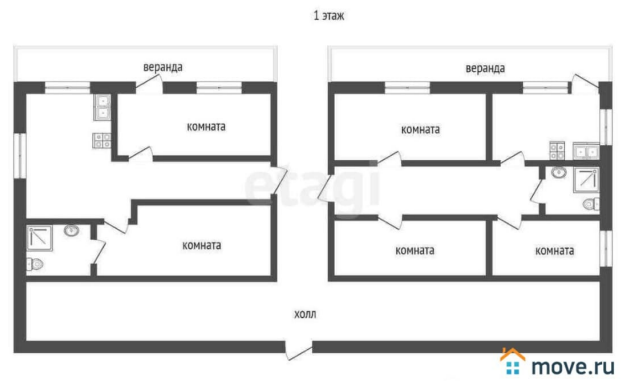 1 этаж
веранда
веранда
комната
комната
etagi
комната
комната
комната
холл
move.ru